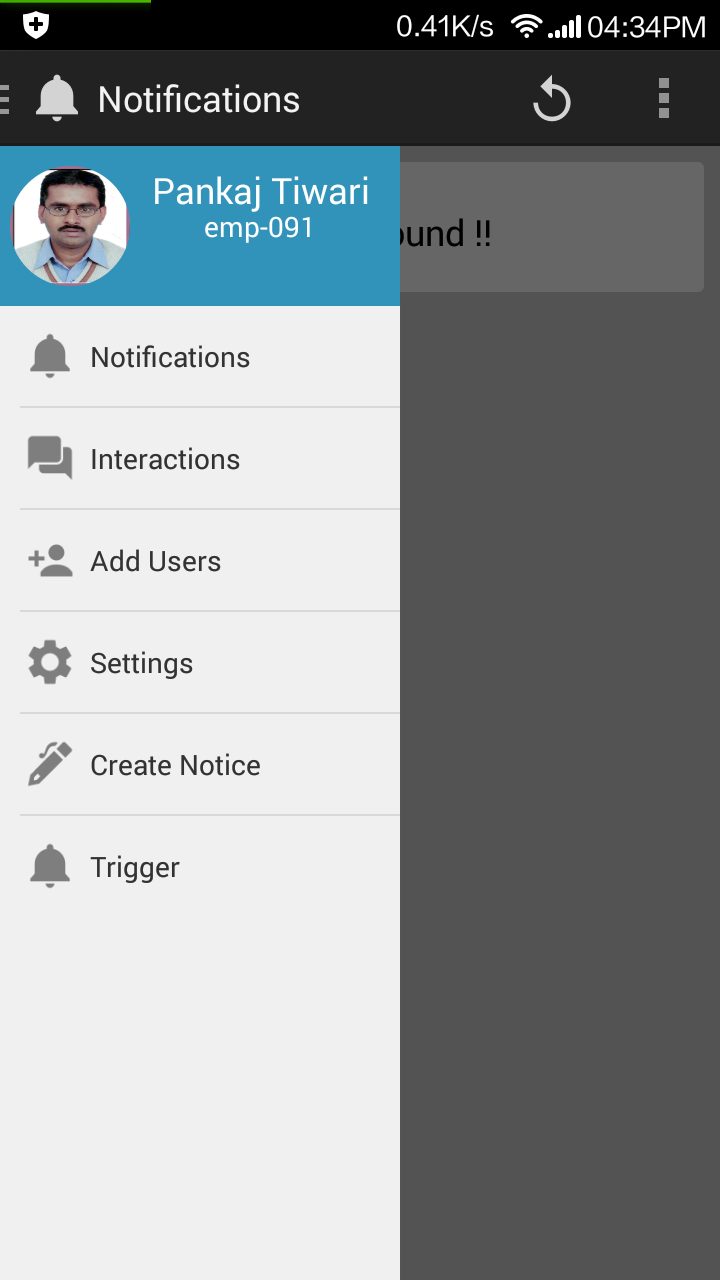 0.41K/s 04:34PM
Notifications
Pankaj Tiwari
emp-091
ound !!
Notifications
Interactions
Add Users
Settings
Create Notice
Trigger